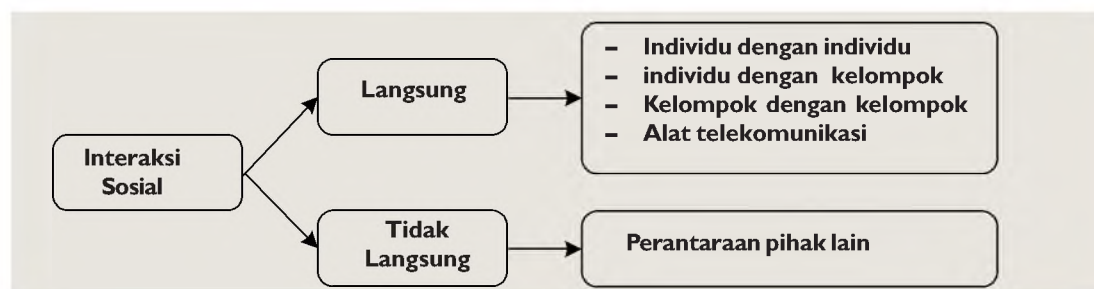 Interaksi
Sosial
Langsung
– Individu dengan individu
– individu dengan kelompok
– Kelompok dengan kelompok
– Alat telekomunikasi
Tidak
Langsung
Perantaraan pihak lain